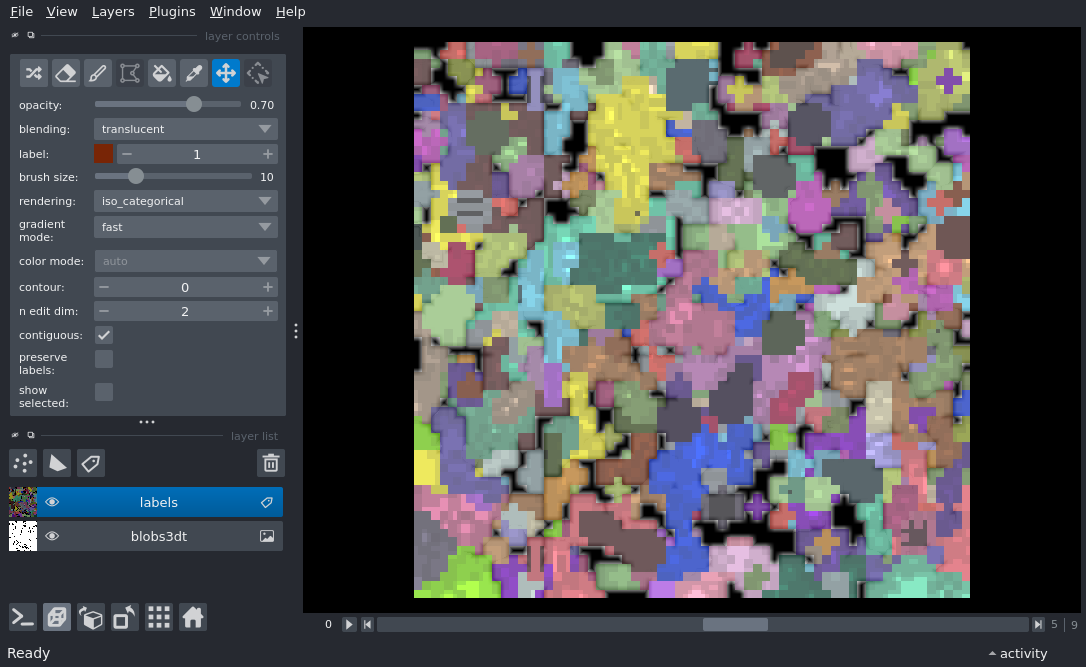 File View Layers Plugins Window Help
layer controls
opacity: 0.70
blending: translucent
label: 1
brush size: 10
rendering: iso_categorical
gradient
mode: fast
color mode: auto
contour: 0
n edit dim: 2
contiguous:
preserve
labels:
show
selected:
layer list
labels
blobs3dt
0 5 | 9
Ready activity